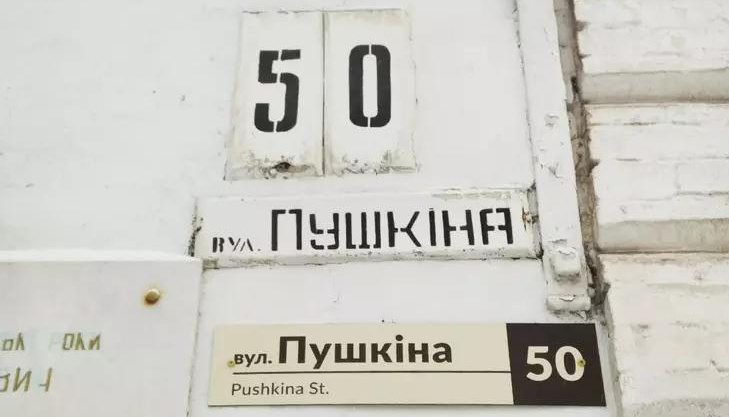 50
вул. ПУШКІНА
вул. Пушкіна 50
Pushkina St.